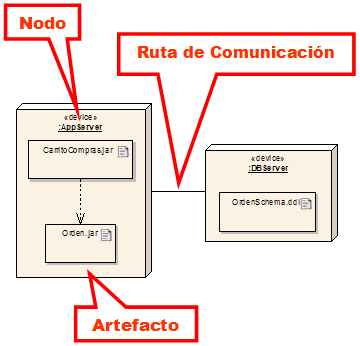 Nodo
Ruta de Comunicación
«device»
:AppServer
CarritoCompras.jar
Orden.jar
«device»
:DBServer
OrdenSchema.ddl
Artefacto